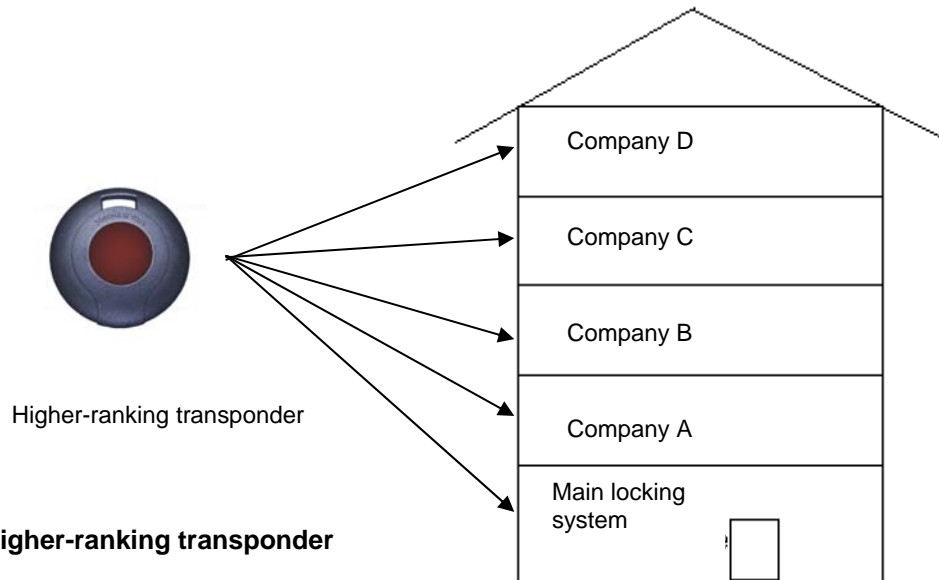 Company D
Company C
Company B
Higher-ranking transponder
Company A
Main locking
system
igher-ranking transponder